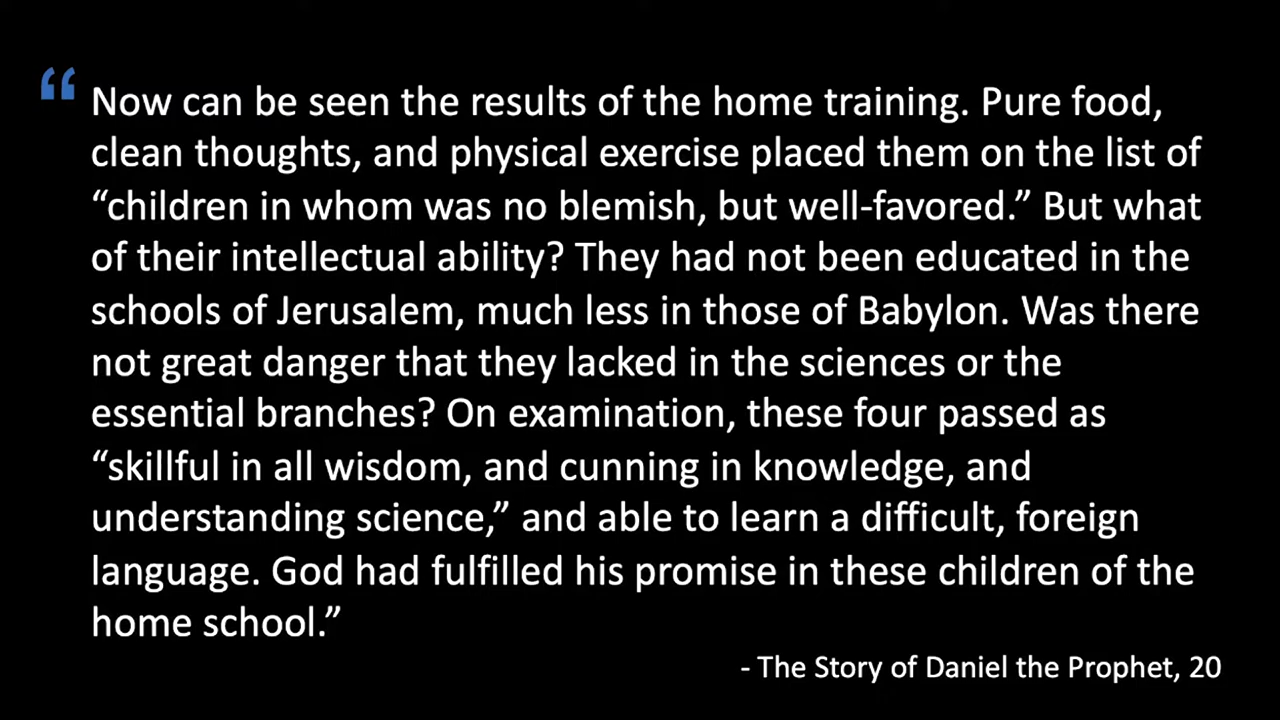 “ Now can be seen the results of the home training. Pure food,
clean thoughts, and physical exercise placed them on the list of
“children in whom was no blemish, but well-favored.” But what
of their intellectual ability? They had not been educated in the
schools of Jerusalem, much less in those of Babylon. Was there
not great danger that they lacked in the sciences or the
essential branches? On examination, these four passed as
“skillful in all wisdom, and cunning in knowledge, and
understanding science,” and able to learn a difficult, foreign
language. God had fulfilled his promise in these children of the
home school.”
- The Story of Daniel the Prophet, 20